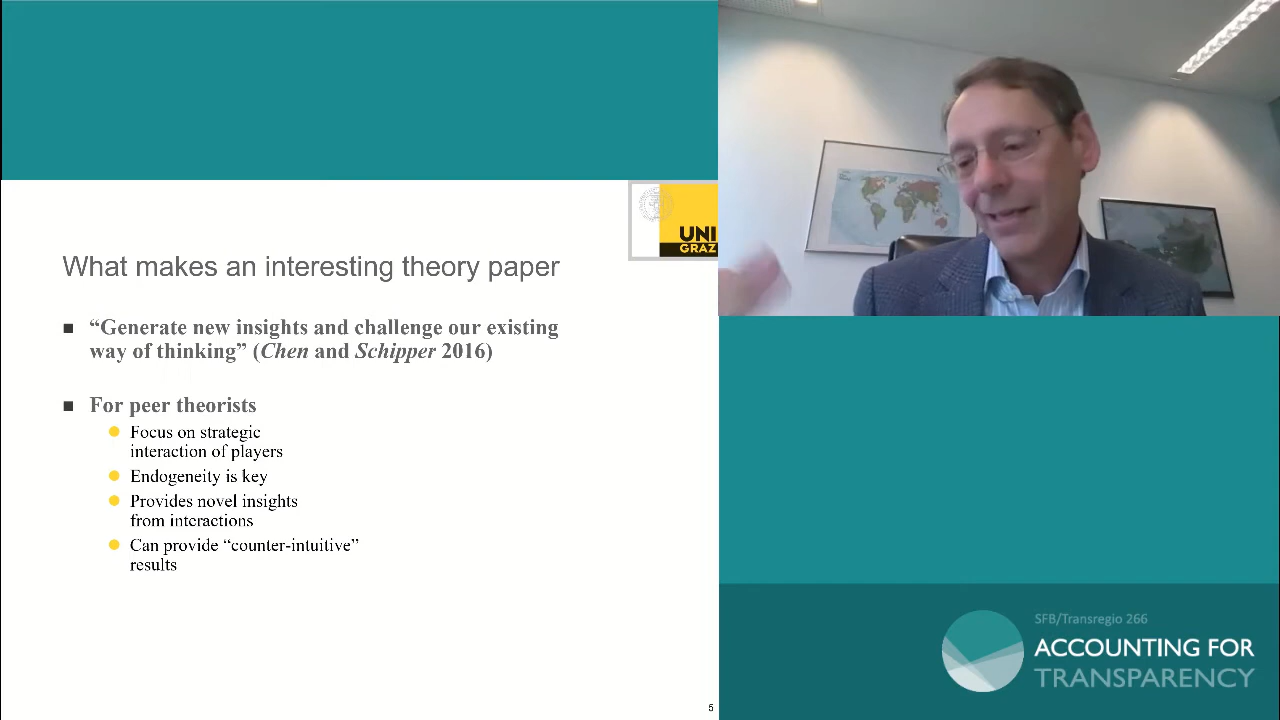 UNI
GRAZ
What makes an interesting theory paper
“Generate new insights and challenge our existing
way of thinking” (Chen and Schipper 2016)
For peer theorists
Focus on strategic
interaction of players
Endogeneity is key
Provides novel insights
from interactions
Can provide “counter-intuitive”
results
5
SFB/Transregio 266
ACCOUNTING FOR
TRANSPARENCY